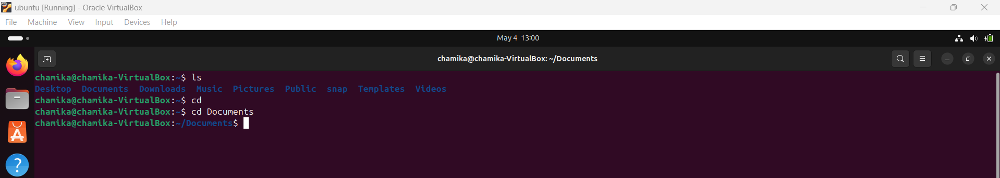 ubuntu [Running] - Oracle VirtualBox
File Machine View Input Devices Help
May 4 13:00
chamika@chamika-VirtualBox: ~/Documents
chamika@chamika-VirtualBox:~$ ls
Desktop Documents Downloads Music Pictures Public snap Templates Videos
chamika@chamika-VirtualBox:~$ cd
chamika@chamika-VirtualBox:~$ cd Documents
chamika@chamika-VirtualBox:~/Documents$
?